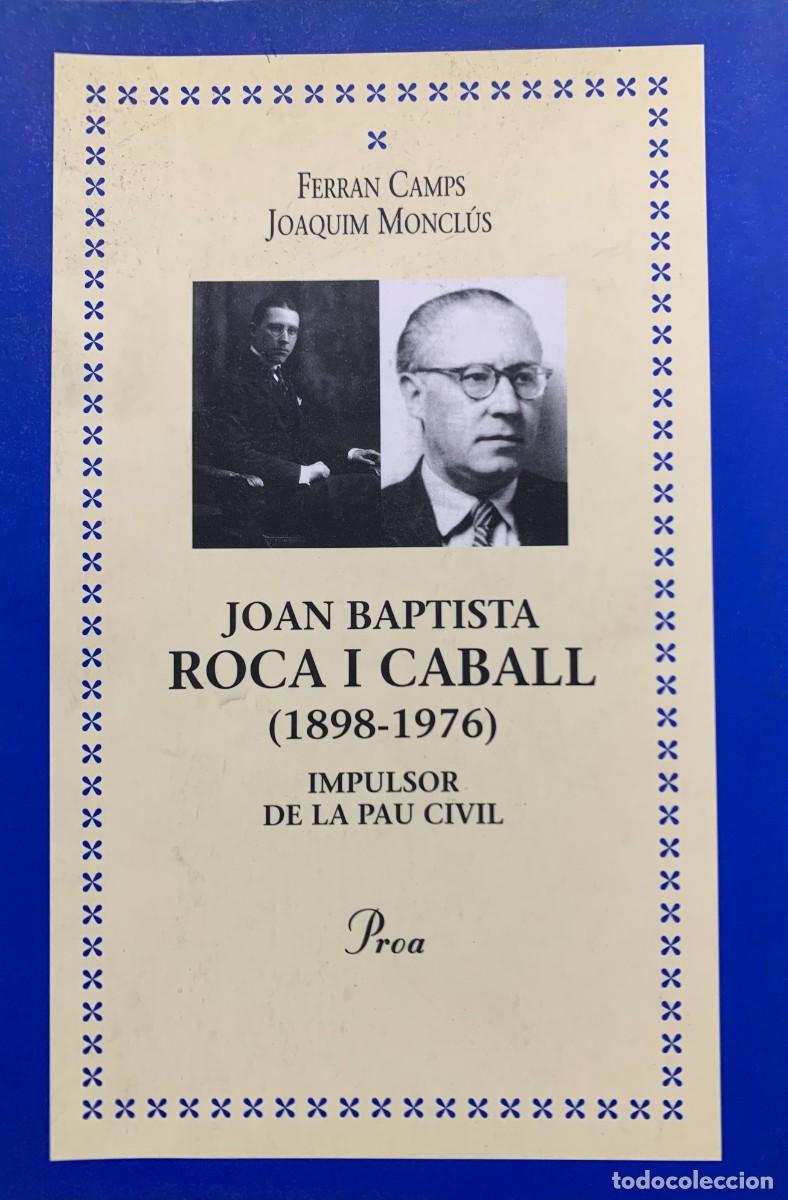 FERRAN CAMPS
JOAQUIM MONCLÚS
JOAN BAPTISTA
ROCA I CABALL
(1898-1976)
IMPULSOR
DE LA PAU CIVIL
Proa
todocoleccion